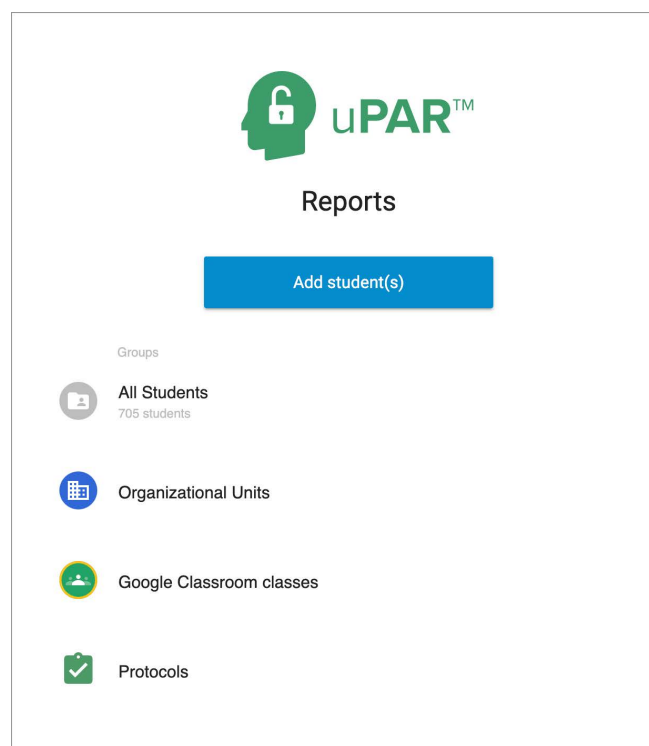 uPAR™
Reports
Add student(s)
Groups
All Students
705 students
Organizational Units
Google Classroom classes
Protocols